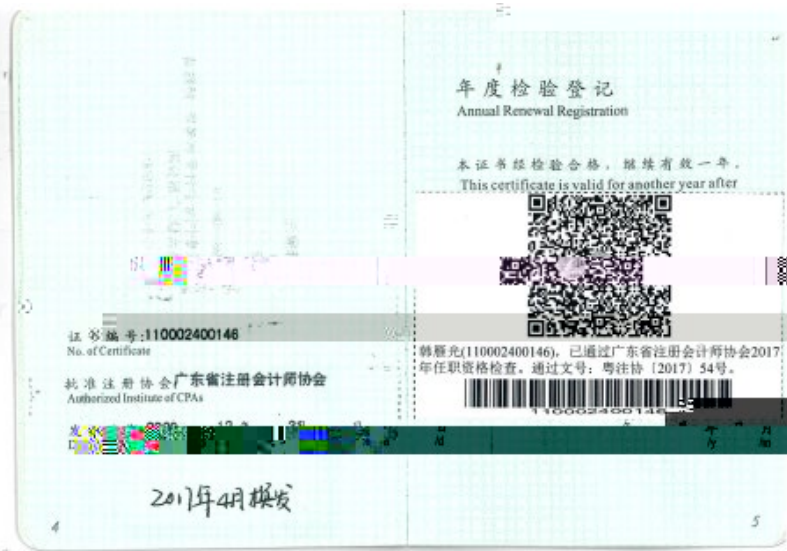 证书编号:110002400146
No. of Certificate
批准注册协会广东省注册会计师协会
Authorized Institute of CPAs
2017年4月换发
4
年度检验登记
Annual Renewal Registration
本证书经检验合格，继续有效一年。
This certificate is valid for another year after
韩雁光(110002400146)，已通过广东省注册会计师协会2017
年任职资格检查。通过文号：粤注协〔2017〕54号。
110002400146
5